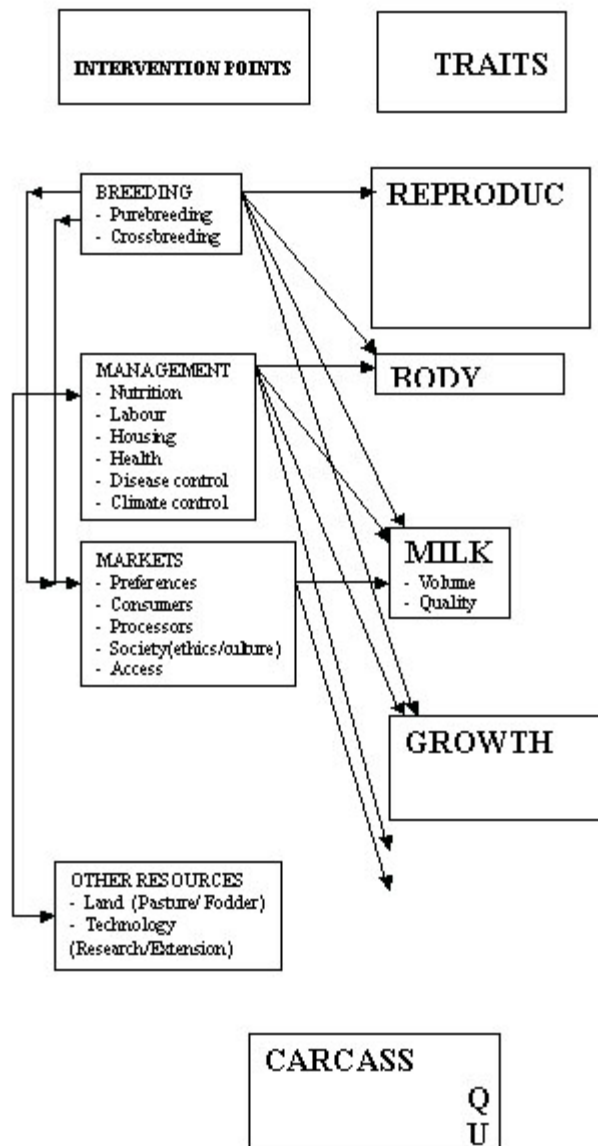 INTERVENTION POINTS
TRAITS
BREEDING
- Purebreeding
- Crossbreeding
REPRODUC
MANAGEMENT
- Nutrition
- Labour
- Housing
- Health
- Disease control
- Climate control
BODY
MARKETS
- Preferences
- Consumers
- Processors
- Society(ethics/culture)
- Access
MILK
- Volume
- Quality
GROWTH
OTHER RESOURCES
- Land (Pasture/ Fodder)
- Technology
(Research/Extension)
CARCASS
Q
U